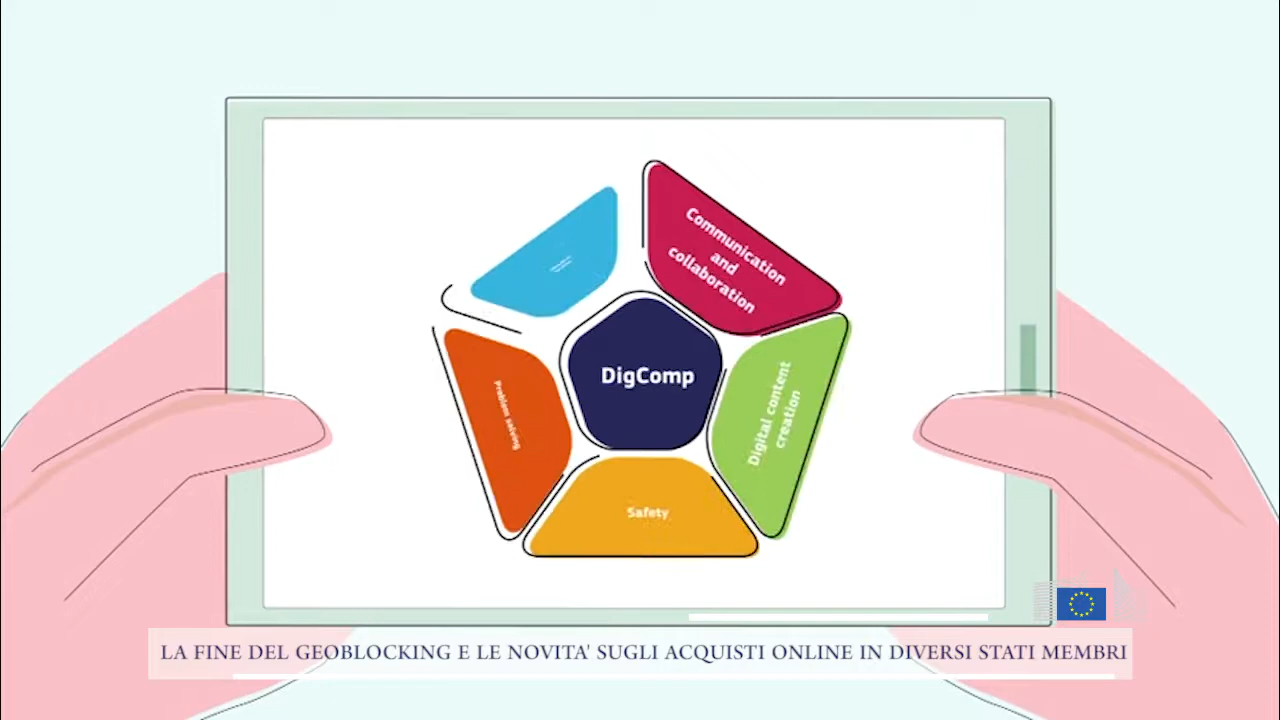 Communication
and
collaboration
DigComp
Digital content
creation
Problem solving
Safety
LA FINE DEL GEOBLOCKING E LE NOVITA' SUGLI ACQUISTI ONLINE IN DIVERSI STATI MEMBRI